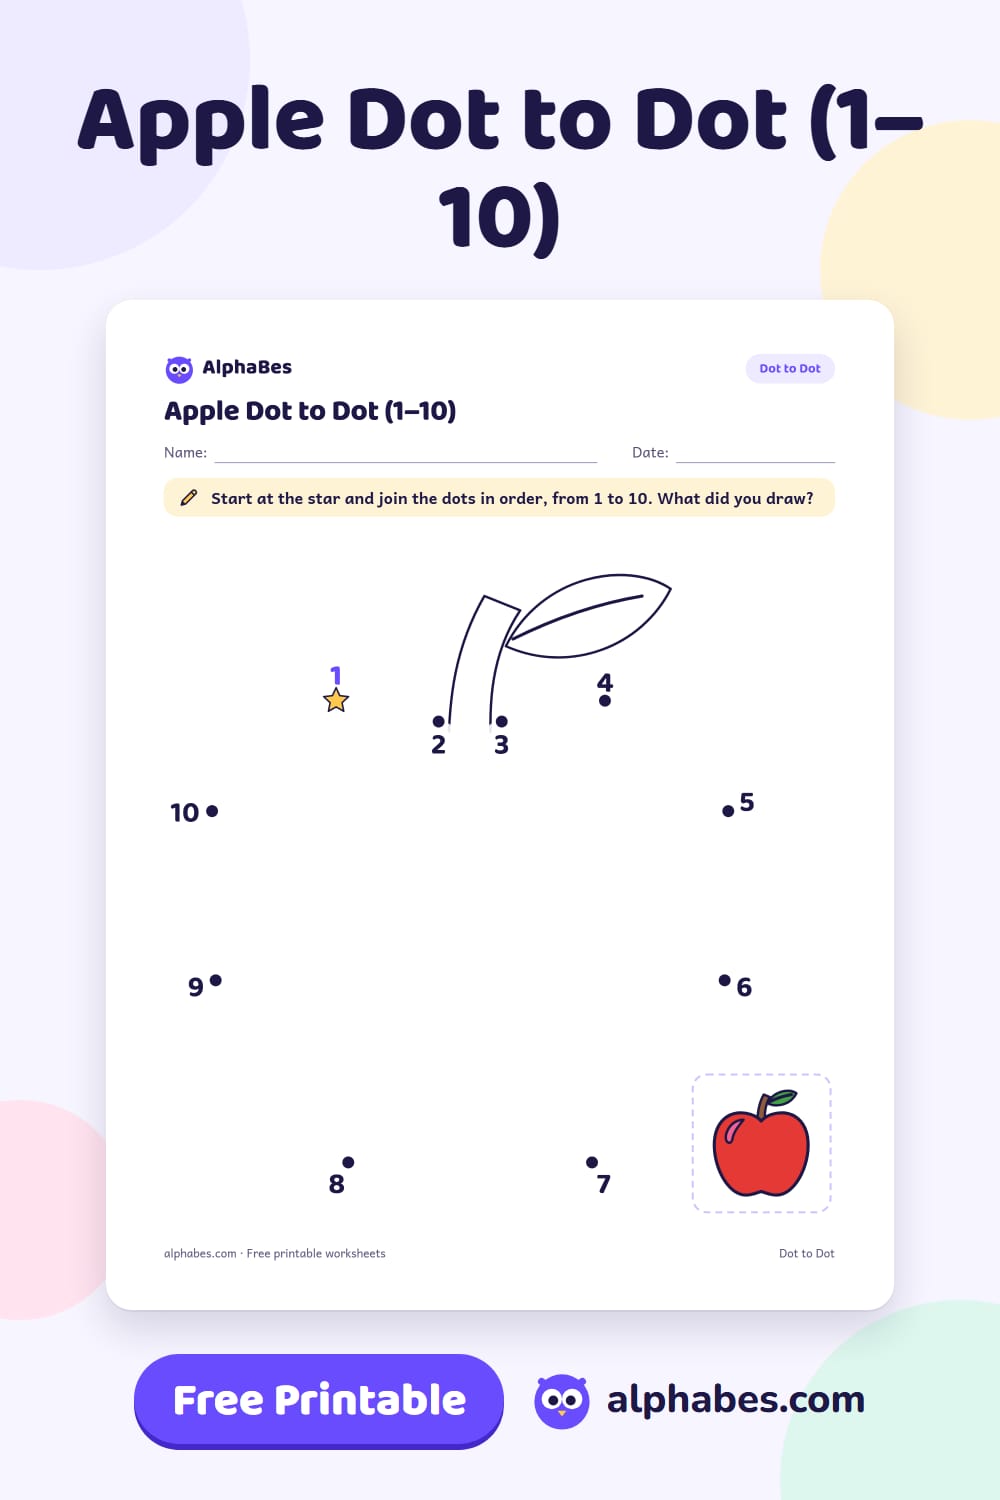 Apple Dot to Dot (1–
10)
AlphaBes
Dot to Dot
Apple Dot to Dot (1–10)
Name:
Date:
Start at the star and join the dots in order, from 1 to 10. What did you draw?
1
4
2
3
10
5
9
6
8
7
alphabes.com · Free printable worksheets
Dot to Dot
Free Printable
alphabes.com